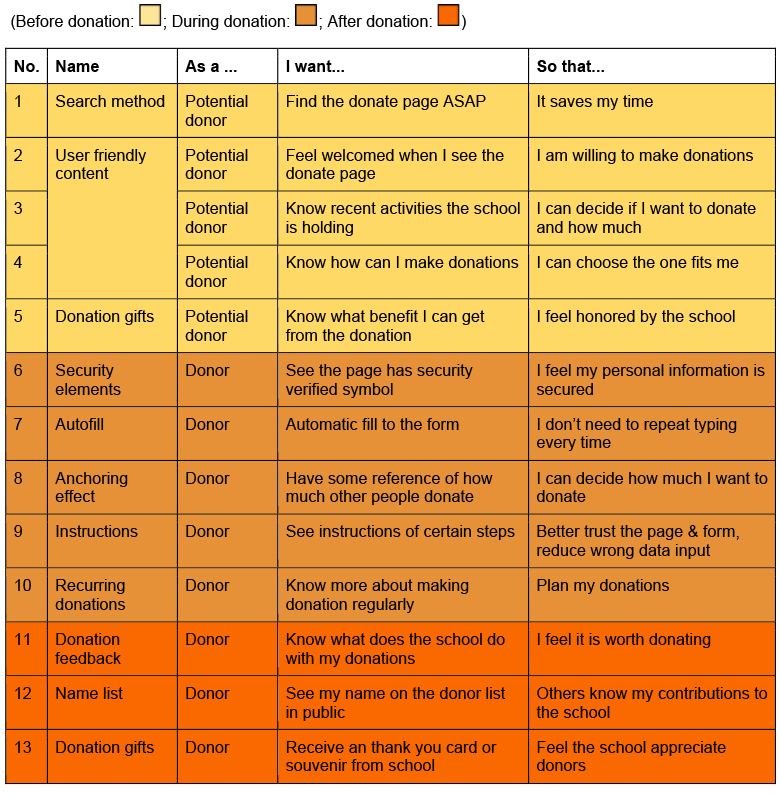 (Before donation: ; During donation: ; After donation: )
No. Name As a ... I want... So that...
1 Search method Potential donor Find the donate page ASAP It saves my time
2 User friendly content Potential donor Feel welcomed when I see the donate page I am willing to make donations
3 Potential donor Know recent activities the school is holding I can decide if I want to donate and how much
4 Potential donor Know how can I make donations I can choose the one fits me
5 Donation gifts Potential donor Know what benefit I can get from the donation I feel honored by the school
6 Security elements Donor See the page has security verified symbol I feel my personal information is secured
7 Autofill Donor Automatic fill to the form I don’t need to repeat typing every time
8 Anchoring effect Donor Have some reference of how much other people donate I can decide how much I want to donate
9 Instructions Donor See instructions of certain steps Better trust the page & form, reduce wrong data input
10 Recurring donations Donor Know more about making donation regularly Plan my donations
11 Donation feedback Donor Know what does the school do with my donations I feel it is worth donating
12 Name list Donor See my name on the donor list in public Others know my contributions to the school
13 Donation gifts Donor Receive an thank you card or souvenir from school Feel the school appreciate donors